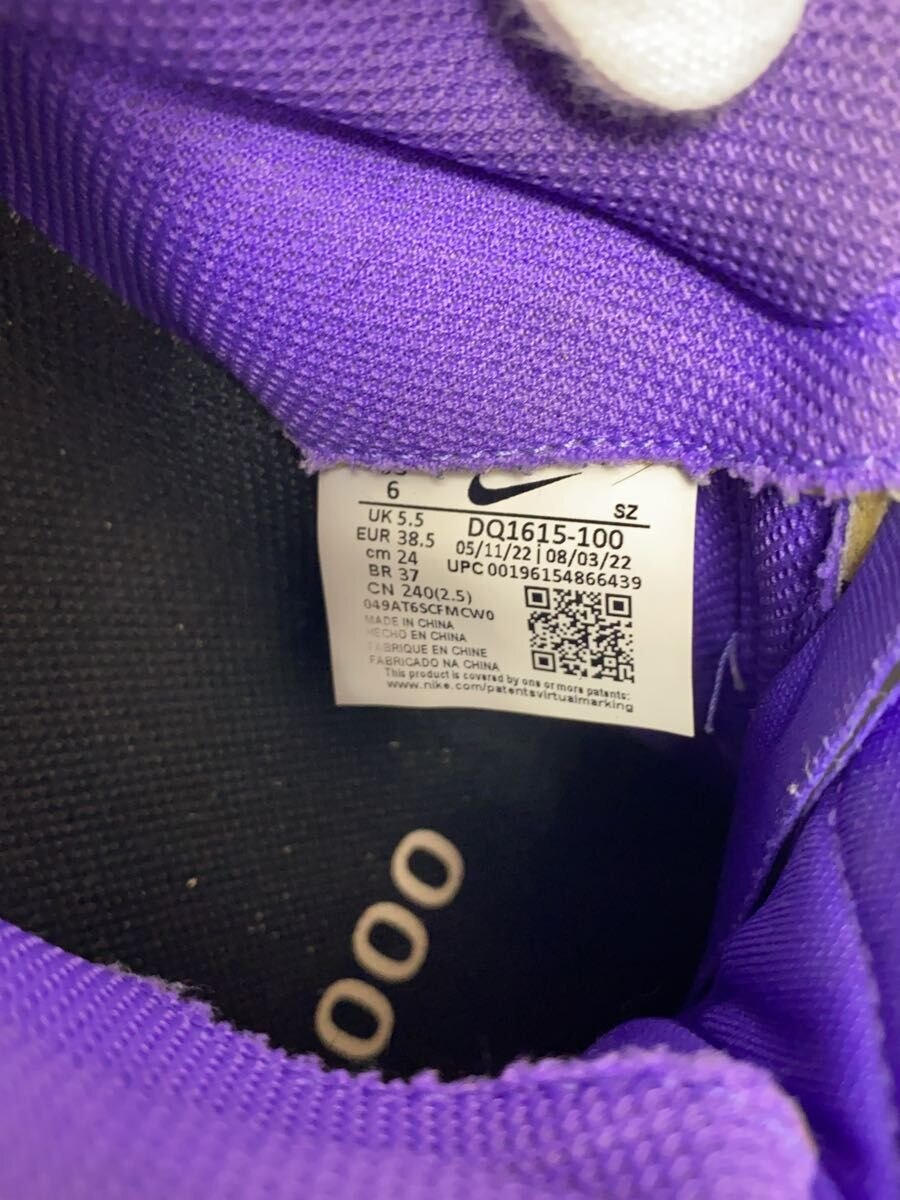 6
SZ
UK 5.5
DQ1615-100
EUR 38.5
05/11/22 | 08/03/22
cm 24
UPC 00196154866439
BR 37
CN 240(2.5)
049AT6SCFMCW0
MADE IN CHINA
HECHO EN CHINA
FABRIQUE EN CHINE
FABRICADO NA CHINA
This product is covered by one or more patents:
www.nike.com/patentsvirtualmarking
000